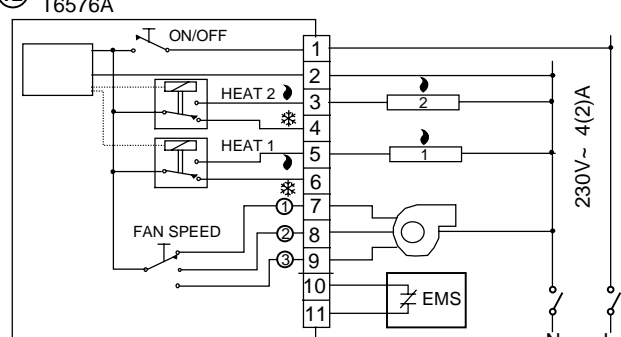 T6576A
ON/OFF
1
2
HEAT 2
3
2
4
HEAT 1
5
1
6
1
7
FAN SPEED
2
8
3
9
10
EMS
11
230V~ 4(2)A